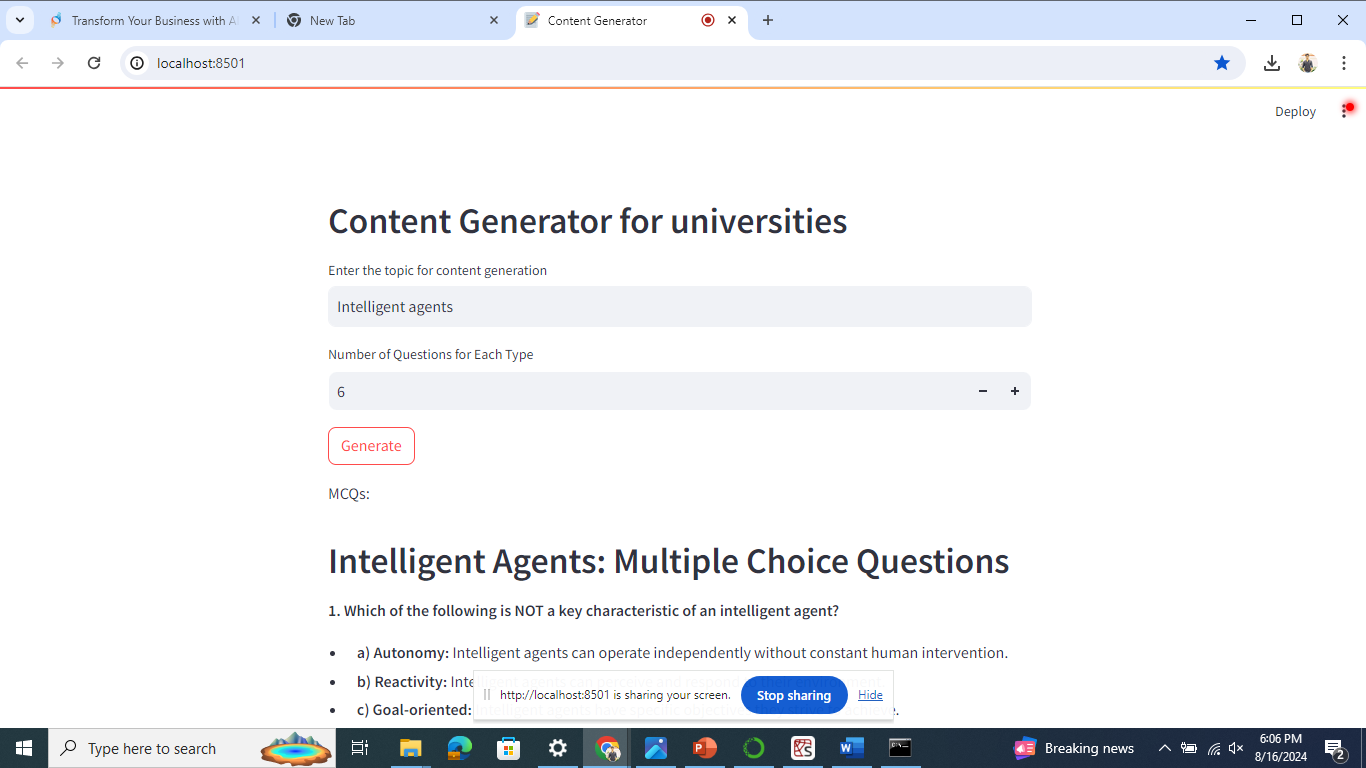 Transform Your Business with A
New Tab
Content Generator
localhost:8501
Deploy
Content Generator for universities
Enter the topic for content generation
Intelligent agents
Number of Questions for Each Type
6
Generate
MCQs:
Intelligent Agents: Multiple Choice Questions
1. Which of the following is NOT a key characteristic of an intelligent agent?
a) Autonomy: Intelligent agents can operate independently without constant human intervention.
b) Reactivity: Inte
c) Goal-oriented:
http://localhost:8501 is sharing your screen. Stop sharing Hide
Type here to search
Breaking news
6:06 PM
8/16/2024
2